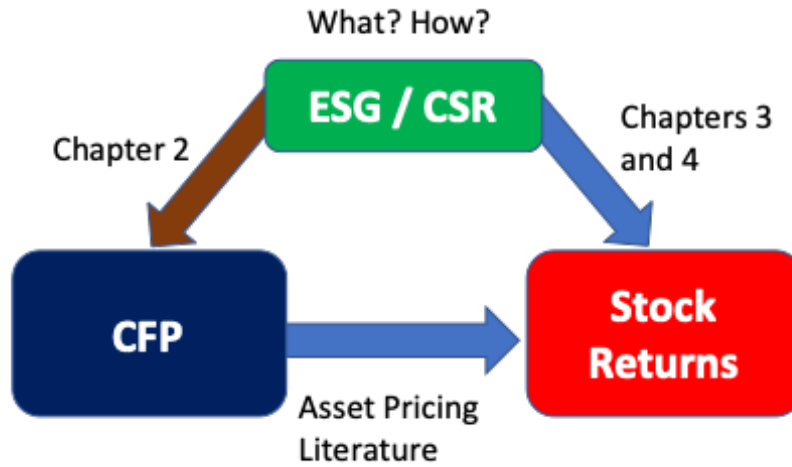 What? How?
ESG / CSR
Chapter 2
Chapters 3
and 4
CFP
Stock
Returns
Asset Pricing
Literature